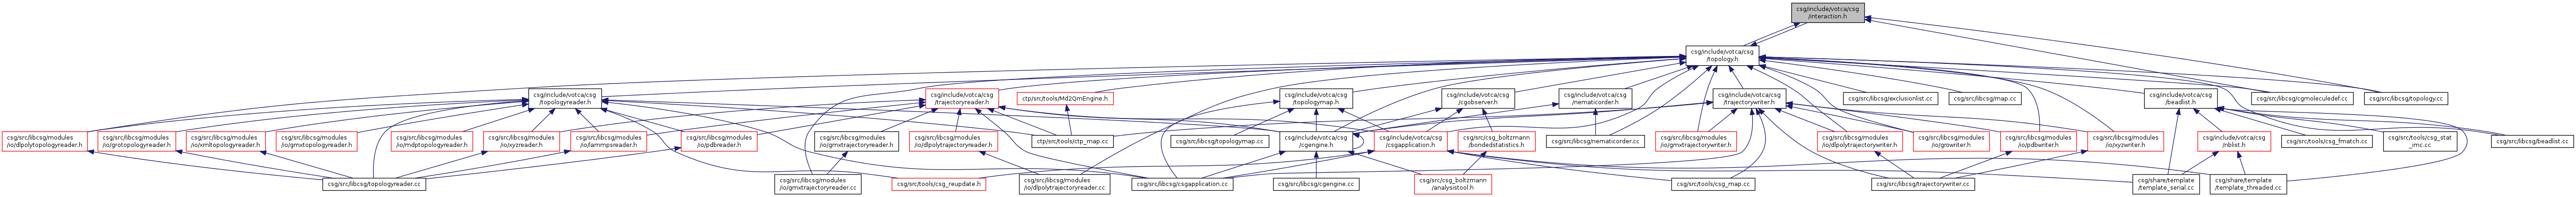 csg/include/votca/csg
/interaction.h
csg/include/votca/csg
/topology.h
csg/include/votca/csg
/topologyreader.h
csg/include/votca/csg
/trajectoryreader.h
ctp/src/tools/Md2QmEngine.h
csg/include/votca/csg
/topologymap.h
csg/include/votca/csg
/cgobserver.h
csg/include/votca/csg
/nematicorder.h
csg/include/votca/csg
/trajectorywriter.h
csg/src/libcsg/exclusionlist.cc
csg/src/libcsg/map.cc
csg/include/votca/csg
/beadlist.h
csg/src/libcsg/cgmoleculedef.cc
csg/src/libcsg/topology.cc
csg/src/libcsg/modules
/io/dlpolytopologyreader.h
csg/src/libcsg/modules
/io/grotopologyreader.h
csg/src/libcsg/modules
/io/xmltopologyreader.h
csg/src/libcsg/modules
/io/gmxtopologyreader.h
csg/src/libcsg/modules
/io/mdptopologyreader.h
csg/src/libcsg/modules
/io/xyzreader.h
csg/src/libcsg/modules
/io/lammpsreader.h
csg/src/libcsg/modules
/io/pdbreader.h
csg/src/libcsg/modules
/io/gmxtrajectoryreader.h
csg/src/libcsg/modules
/io/dlpolytrajectoryreader.h
ctp/src/tools/ctp_map.cc
csg/src/libcsg/topologymap.cc
csg/include/votca/csg
/cgengine.h
csg/include/votca/csg
/csgapplication.h
csg/src/csg_boltzmann
/bondedstatistics.h
csg/src/libcsg/nematicorder.cc
csg/src/libcsg/modules
/io/gmxtrajectorywriter.h
csg/src/libcsg/modules
/io/dlpolytrajectorywriter.h
csg/src/libcsg/modules
/io/growriter.h
csg/src/libcsg/modules
/io/pdbwriter.h
csg/src/libcsg/modules
/io/xyzwriter.h
csg/include/votca/csg
/nblist.h
csg/src/tools/csg_fmatch.cc
csg/src/tools/csg_stat
_imc.cc
csg/src/libcsg/beadlist.cc
csg/src/libcsg/topologyreader.cc
csg/src/libcsg/modules
/io/gmxtrajectoryreader.cc
csg/src/tools/csg_reupdate.h
csg/src/libcsg/modules
/io/dlpolytrajectoryreader.cc
csg/src/libcsg/csgapplication.cc
csg/src/libcsg/cgengine.cc
csg/src/csg_boltzmann
/analysistool.h
csg/src/tools/csg_map.cc
csg/src/libcsg/trajectorywriter.cc
csg/share/template
/template_serial.cc
csg/share/template
/template_threaded.cc